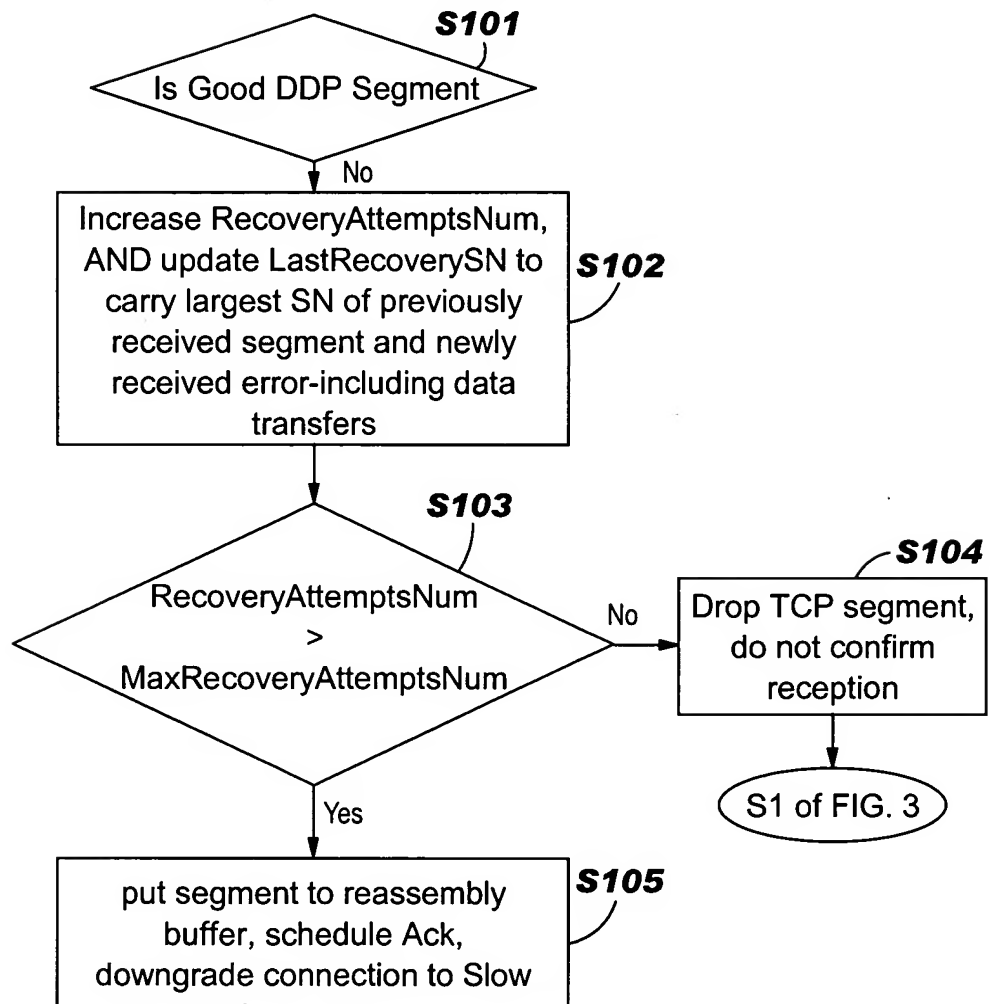 S101
Is Good DDP Segment
No
Increase RecoveryAttemptsNum,
AND update LastRecoverySN to
carry largest SN of previously
received segment and newly
received error-including data
transfers
S102
S103
RecoveryAttemptsNum
>
MaxRecoveryAttemptsNum
No
S104
Drop TCP segment,
do not confirm
reception
S1 of FIG. 3
Yes
put segment to reassembly
buffer, schedule Ack,
downgrade connection to Slow
S105